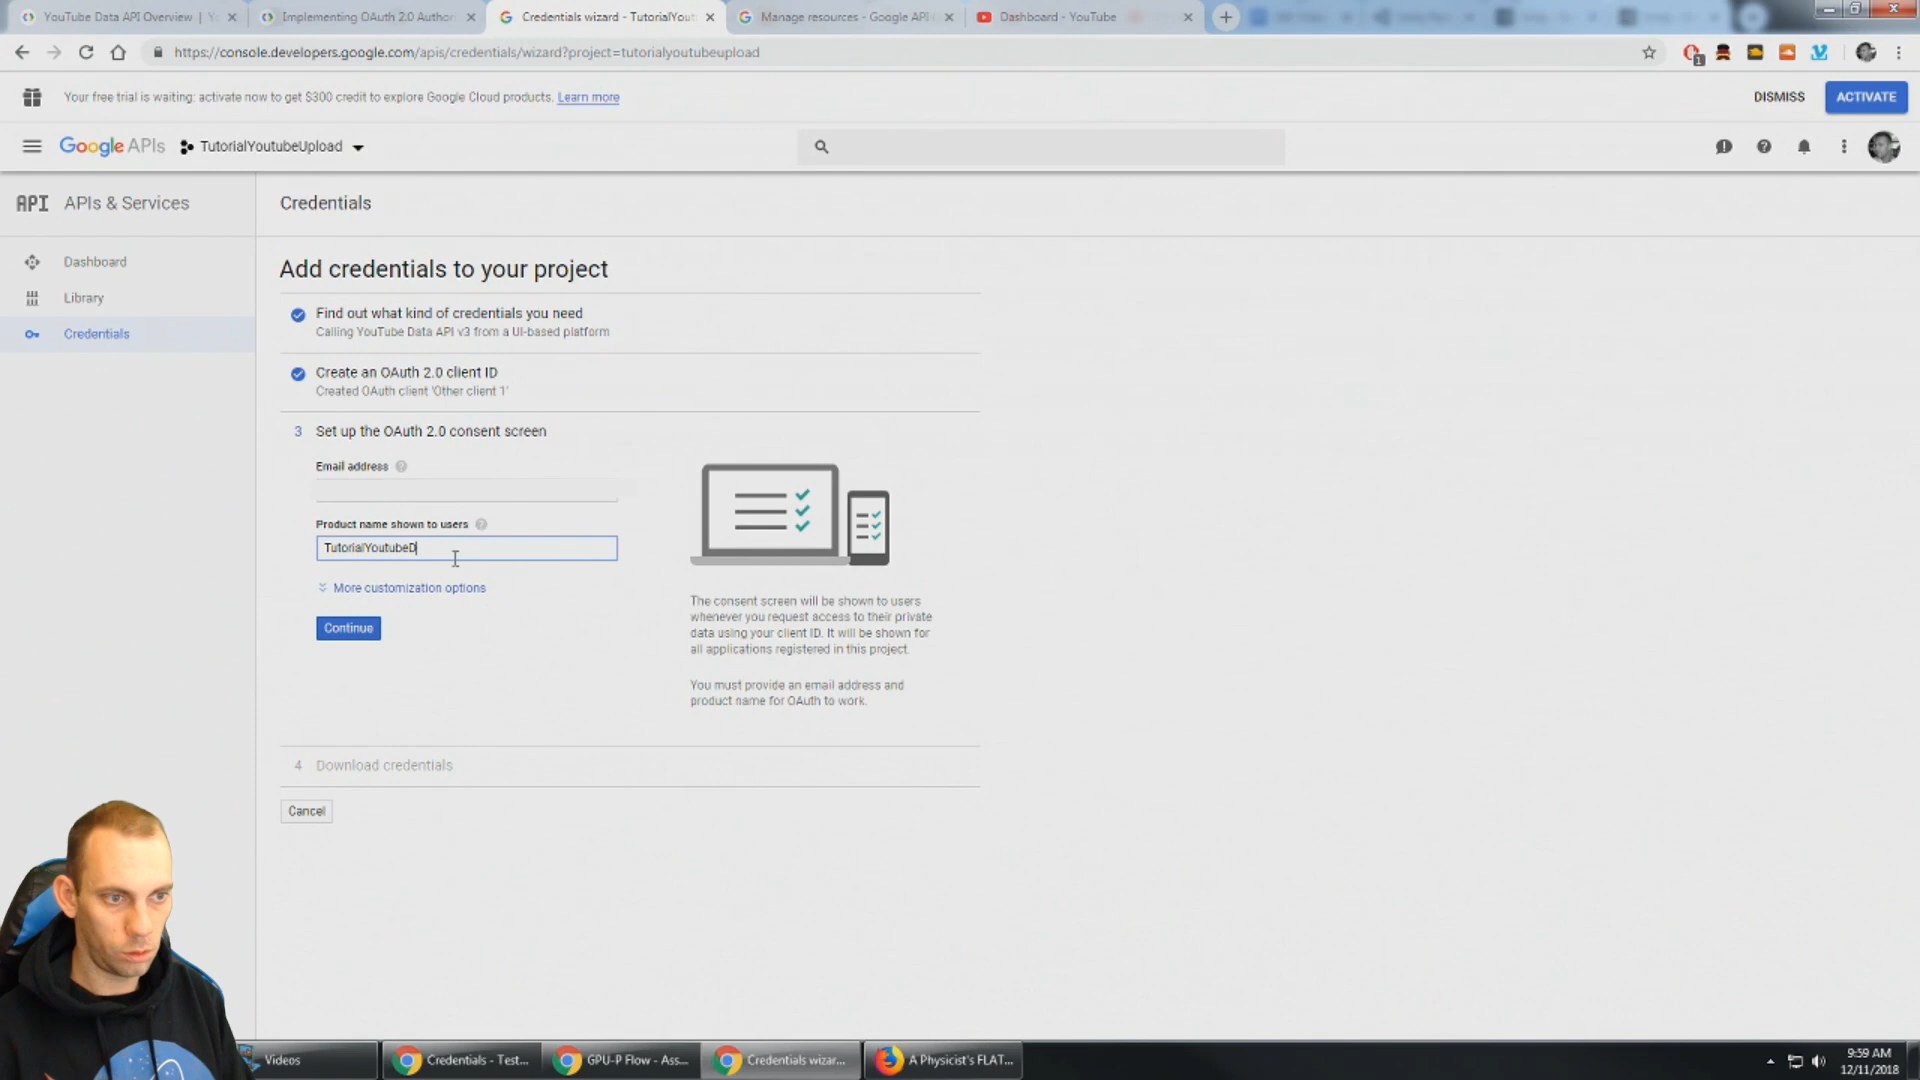 YouTube Data API Overview | Yo
Implementing OAuth 2.0 Author
Credentials wizard - TutorialYout
Manage resources - Google API
Dashboard - YouTube
https://console.developers.google.com/apis/credentials/wizard?project=tutorialyoutubeupload
1
Your free trial is waiting: activate now to get $300 credit to explore Google Cloud products. Learn more
DISMISS
ACTIVATE
Google APIs
TutorialYoutubeUpload
API APIs & Services
Credentials
Dashboard
Library
Credentials
Add credentials to your project
Find out what kind of credentials you need
Calling YouTube Data API v3 from a UI-based platform
Create an OAuth 2.0 client ID
Created OAuth client 'Other client 1'
3 Set up the OAuth 2.0 consent screen
Email address
Product name shown to users
TutorialYoutubeD
More customization options
Continue
The consent screen will be shown to users
whenever you request access to their private
data using your client ID. It will be shown for
all applications registered in this project.
You must provide an email address and
product name for OAuth to work.
4 Download credentials
Cancel
Videos
Credentials - Test...
GPU-P Flow - Ass...
Credentials wizar...
A Physicist's FLAT...
9:59 AM
12/11/2018